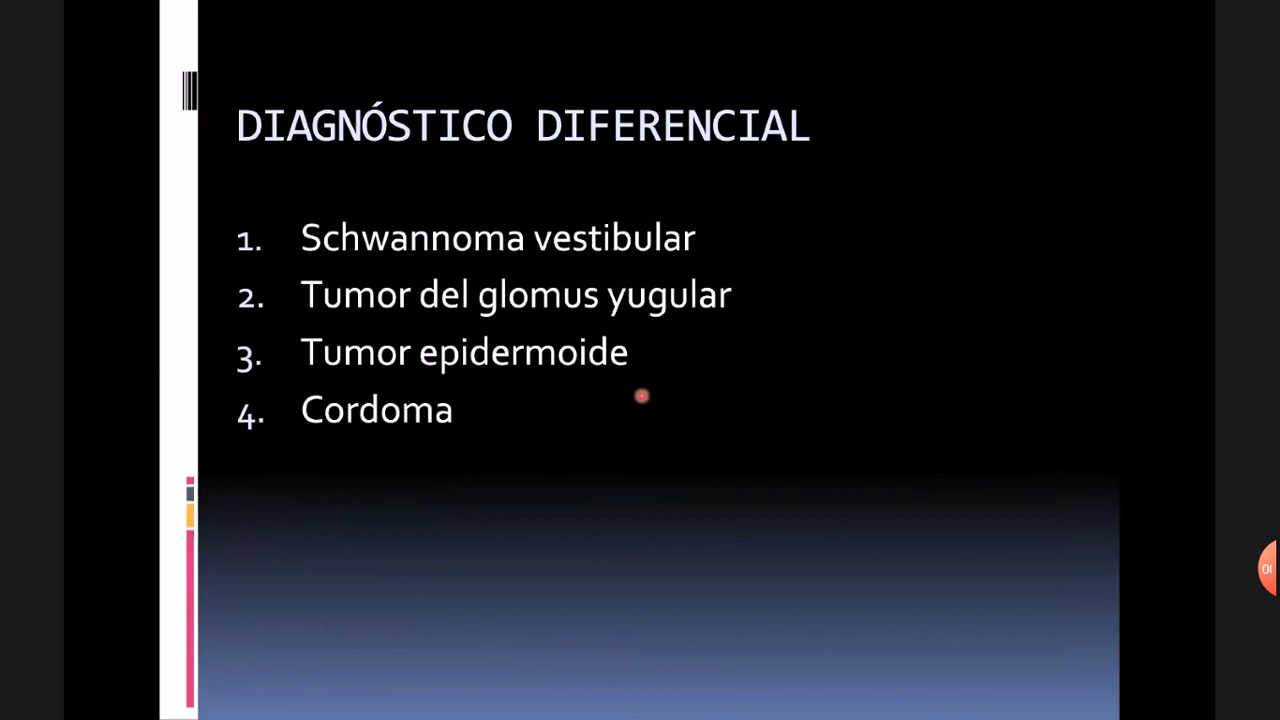 DIAGNÓSTICO DIFERENCIAL
1. Schwannoma vestibular
2. Tumor del glomus yugular
3. Tumor epidermoide
4. Cordoma